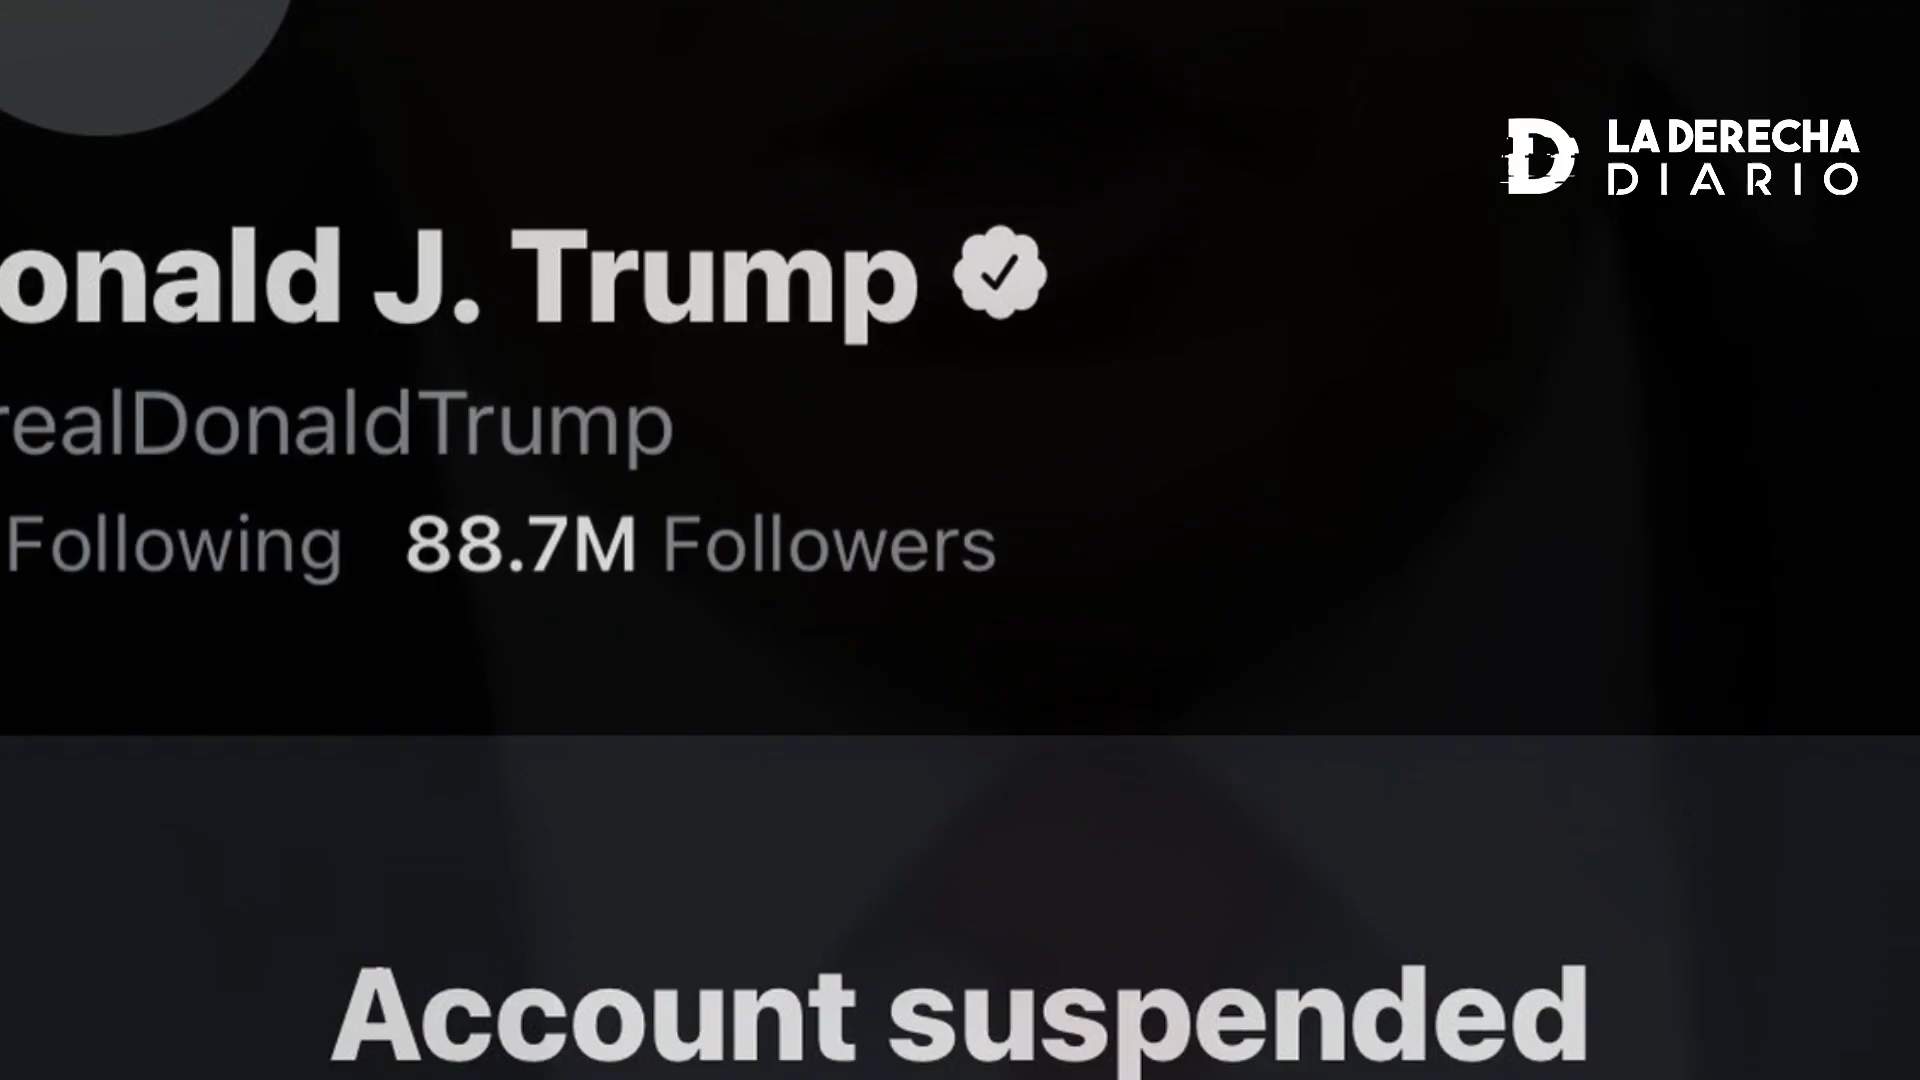 LA DERECHA
DIARIO
onald J. Trump
realDonaldTrump
Following 88.7M Followers
Account suspended